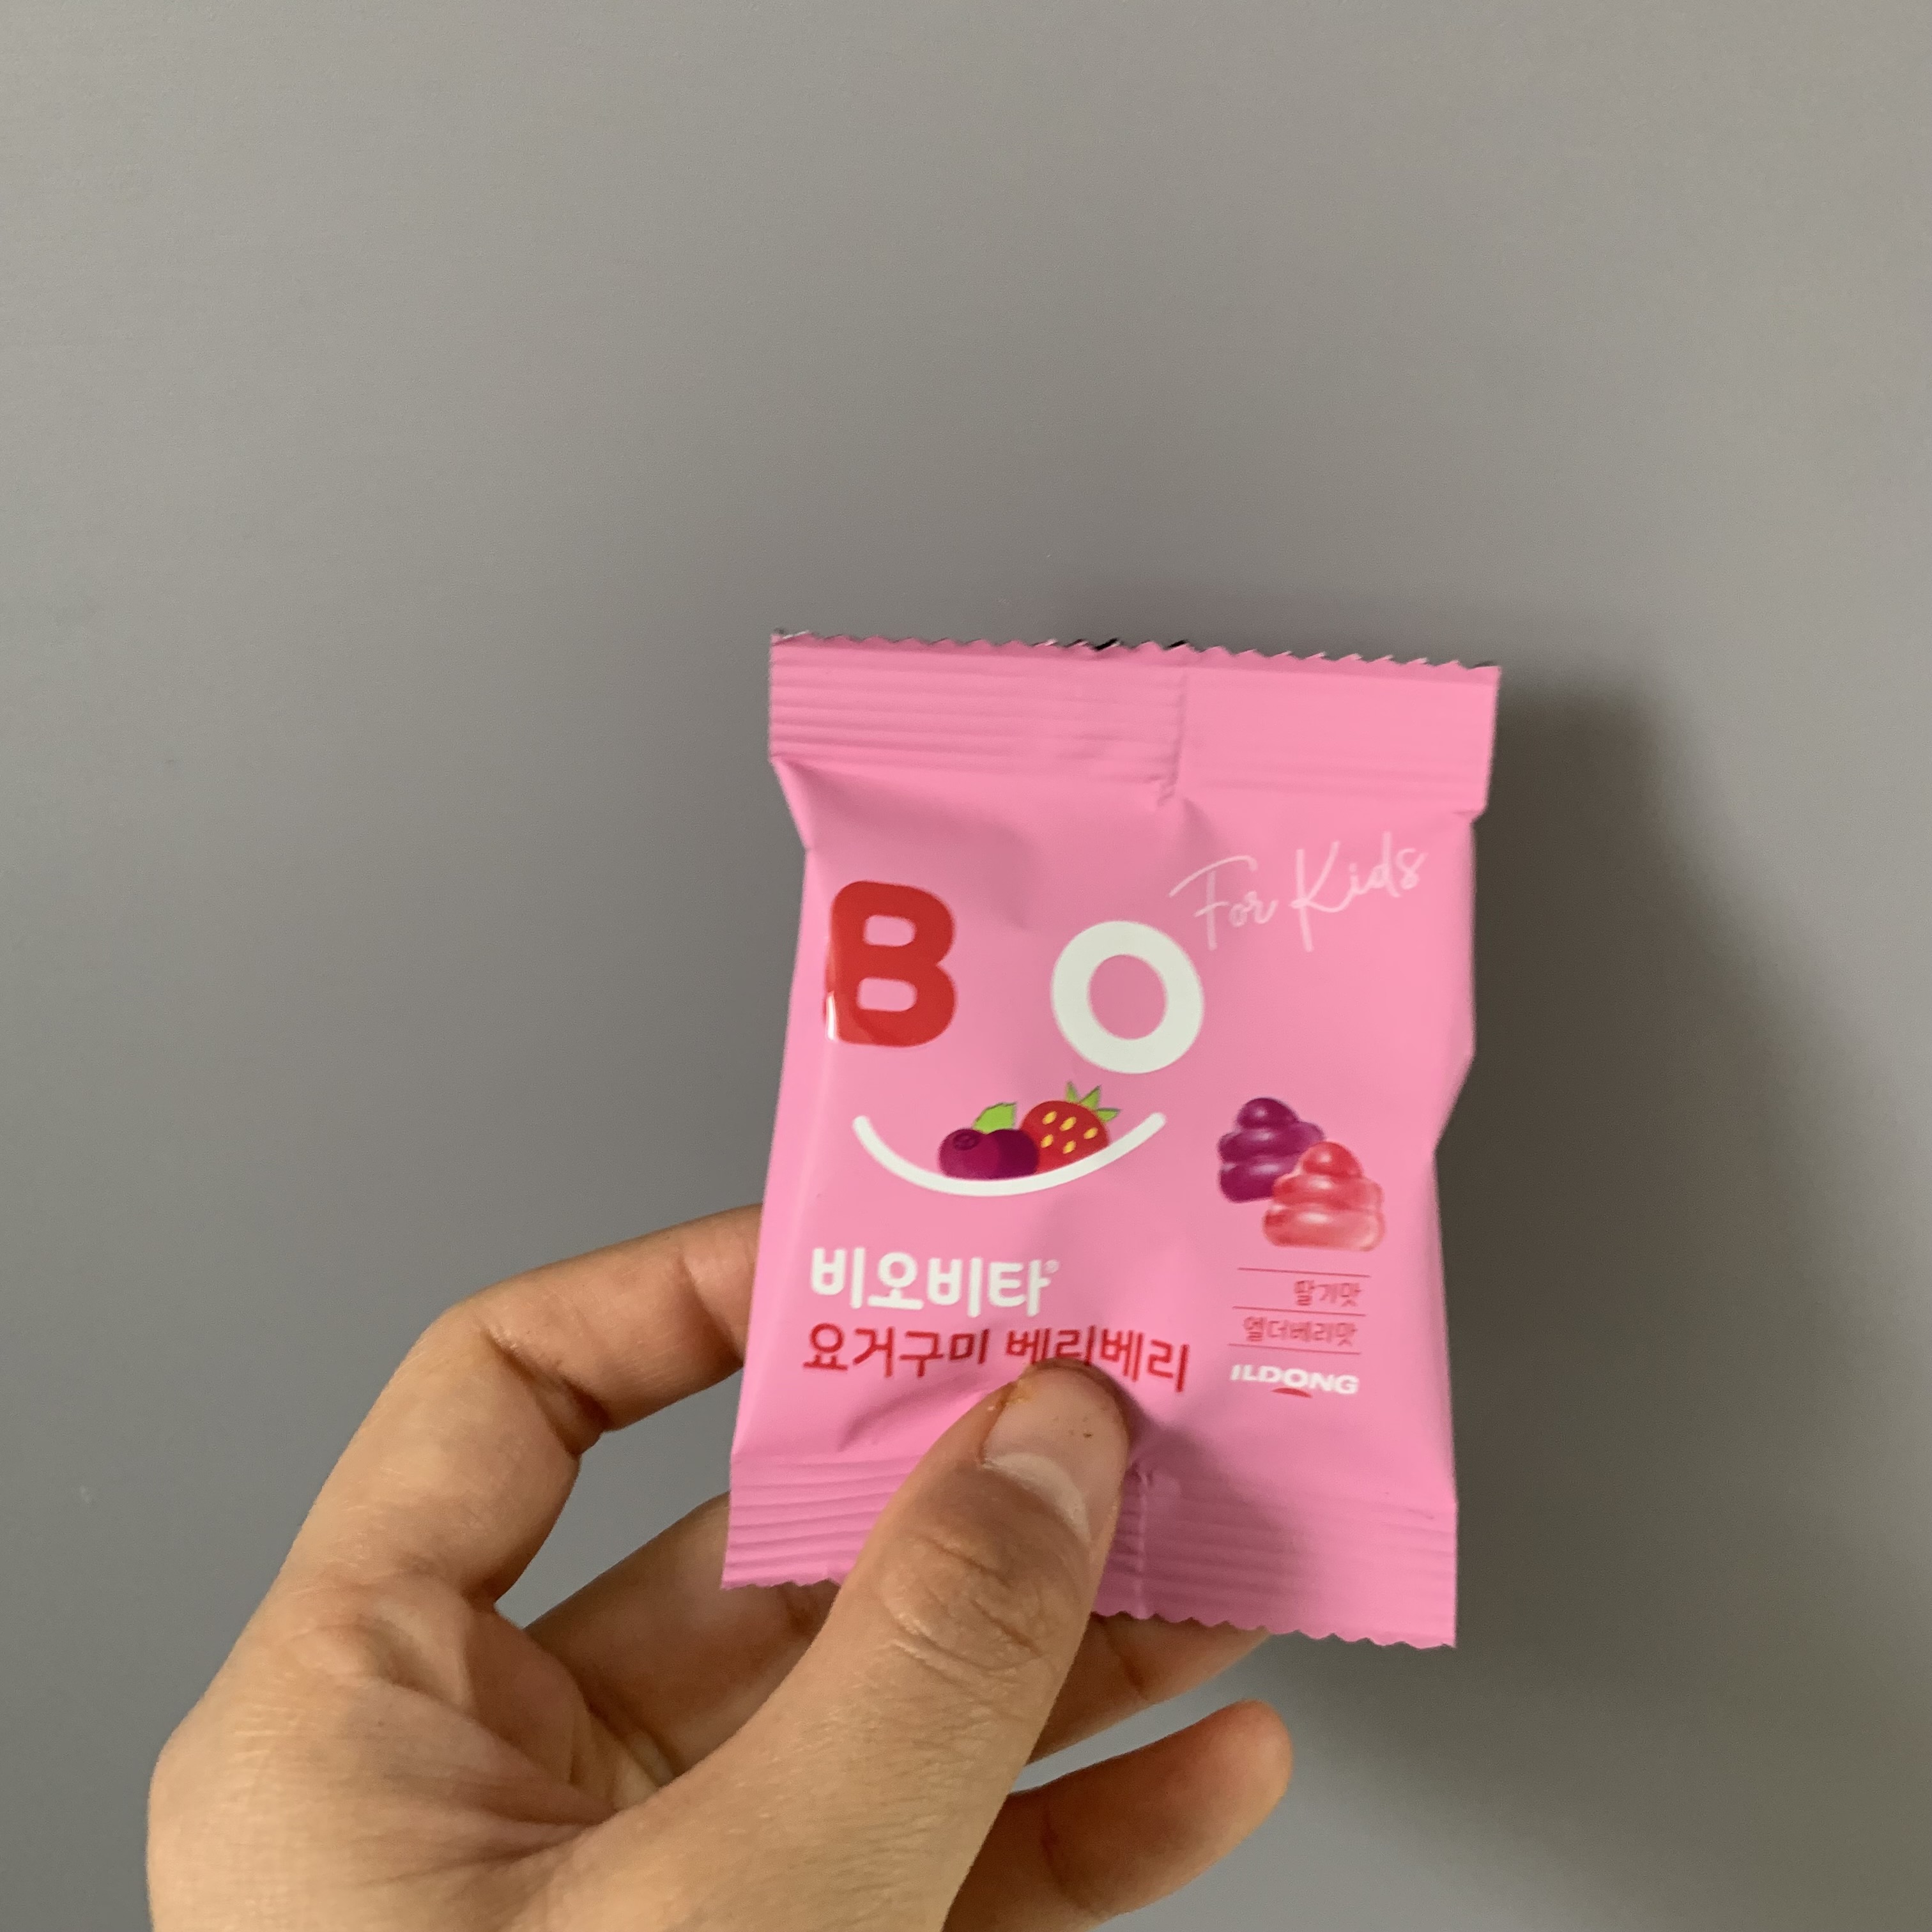 For Kids
B O
비오비타®
요거구미 베리베리
딸기맛
엘더베리맛
ILDONG